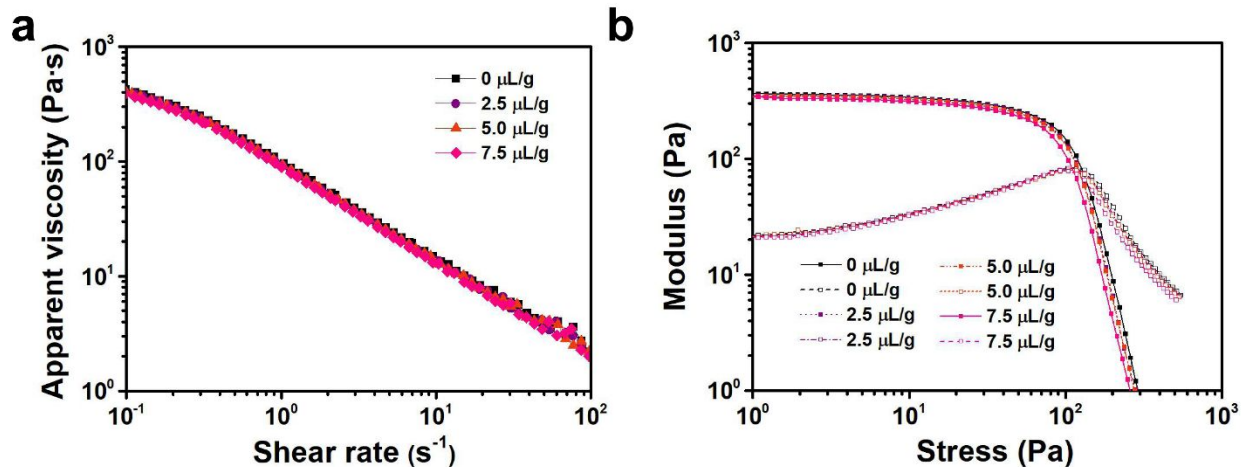 a
Apparent viscosity (Pa·s)
10³
10²
10¹
10⁰
10⁻¹ 10⁰ 10¹ 10²
Shear rate (s⁻¹)
0 μL/g
2.5 μL/g
5.0 μL/g
7.5 μL/g
b
Modulus (Pa)
10³
10²
10¹
10⁰
10⁰ 10¹ 10² 10³
Stress (Pa)
0 μL/g 5.0 μL/g
0 μL/g 5.0 μL/g
2.5 μL/g 7.5 μL/g
2.5 μL/g 7.5 μL/g